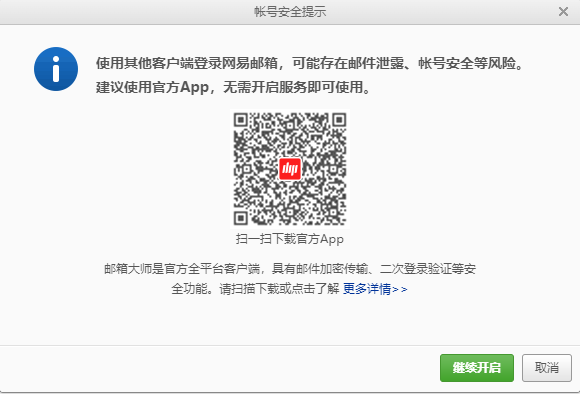 帐号安全提示
使用其他客户端登录网易邮箱，可能存在邮件泄露、帐号安全等风险。
建议使用官方App，无需开启服务即可使用。
扫一扫下载官方App
邮箱大师是官方全平台客户端，具有邮件加密传输、二次登录验证等安
全功能。请扫描下载或点击了解 更多详情>>
继续开启 取消